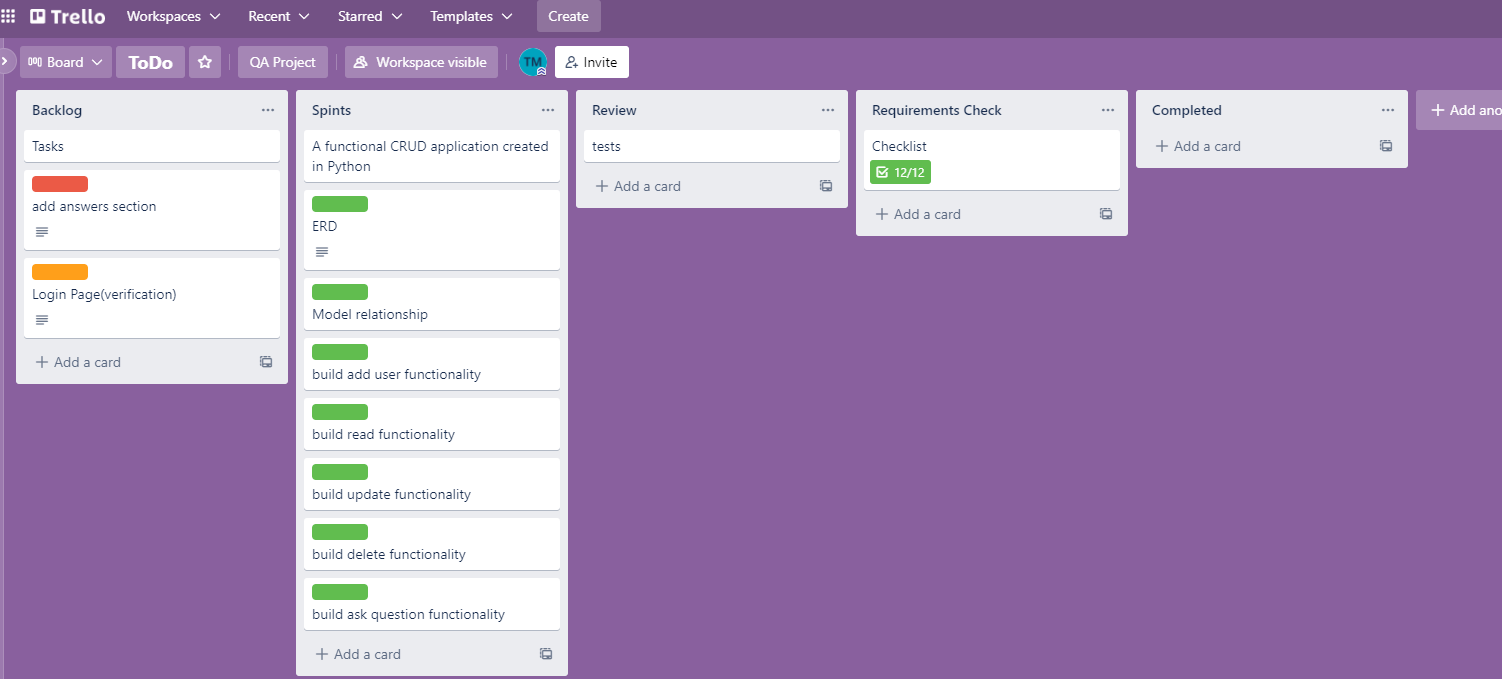 Trello Workspaces Recent Starred Templates Create
Board ToDo QA Project Workspace visible TM Invite
Backlog
Tasks
add answers section
Login Page(verification)
Add a card
Spints
A functional CRUD application created
in Python
ERD
Model relationship
build add user functionality
build read functionality
build update functionality
build delete functionality
build ask question functionality
Add a card
Review
tests
Add a card
Requirements Check
Checklist
12/12
Add a card
Completed
Add a card
Add ano